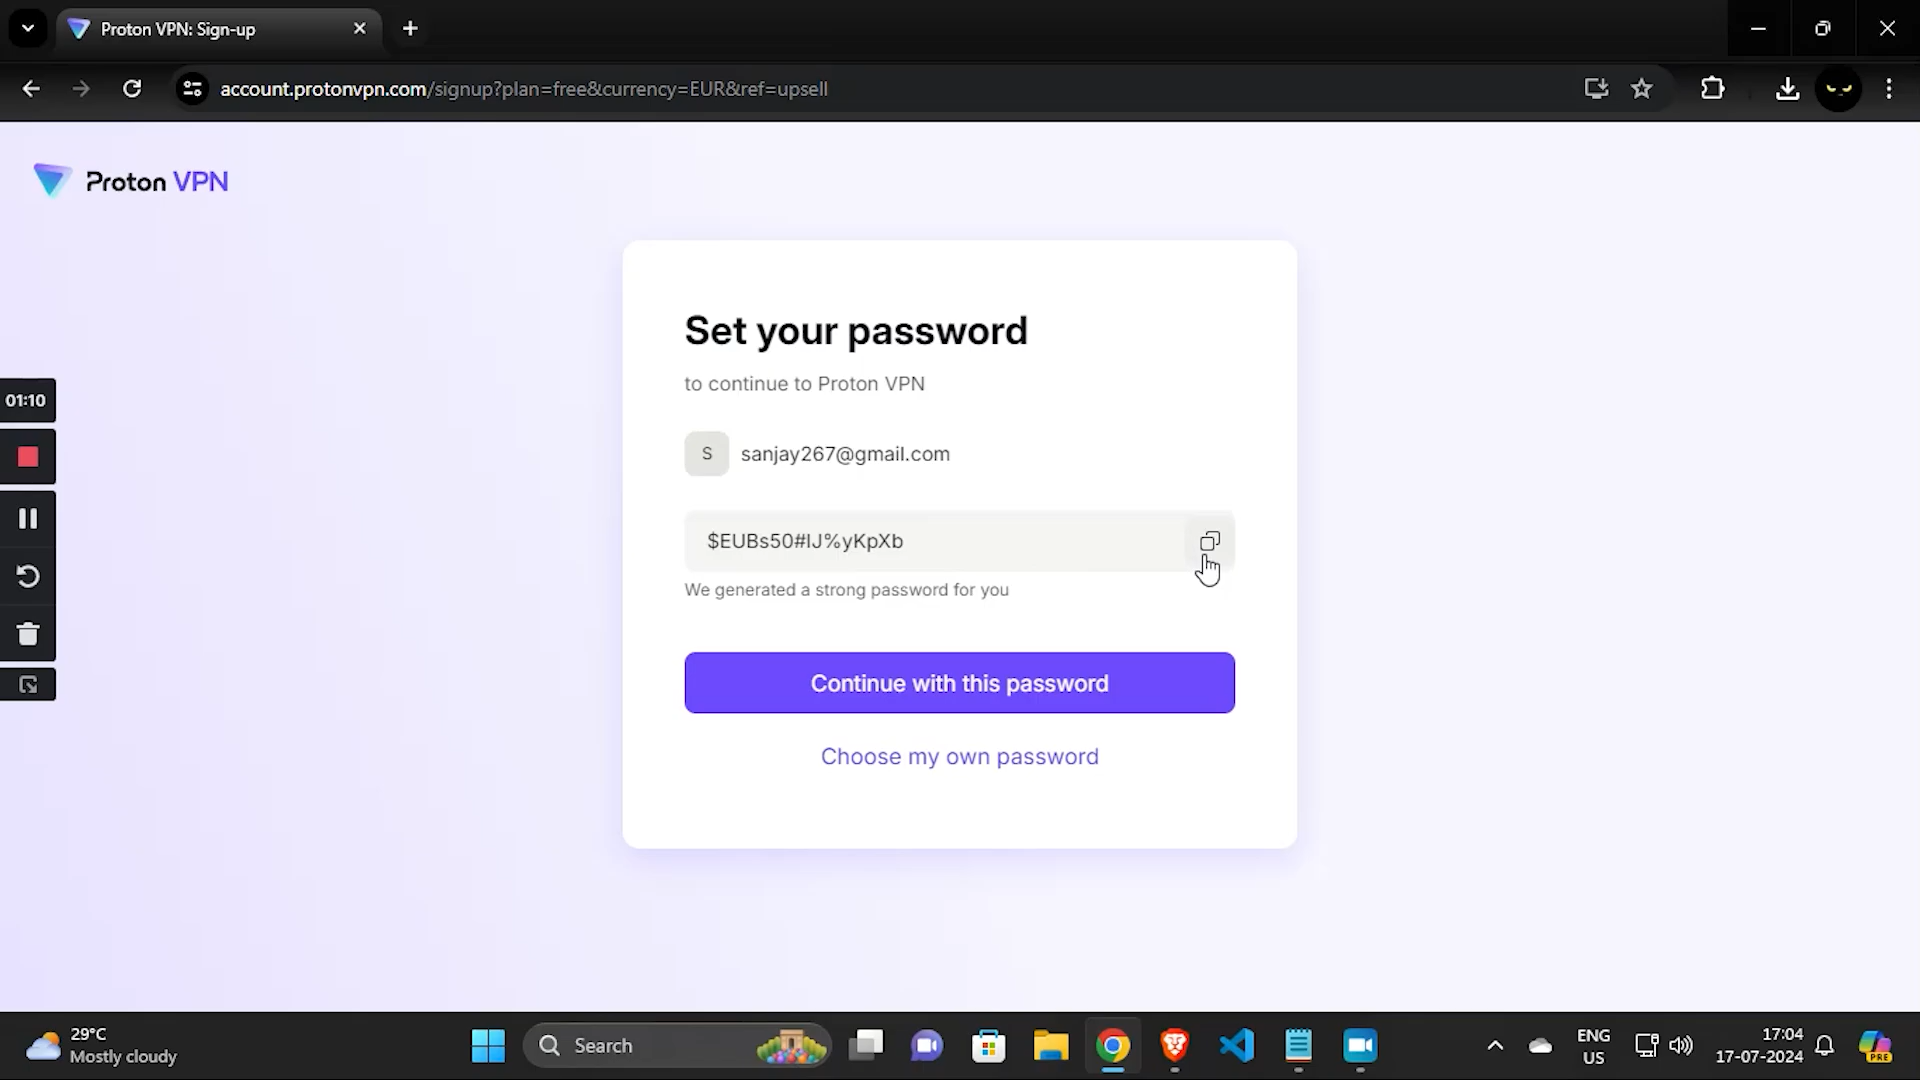 Proton VPN: Sign-up
account.protonvpn.com/signup?plan=free&currency=EUR&ref=upsell
Proton VPN
Set your password
to continue to Proton VPN
01:10
S
sanjay267@gmail.com
$EUBs50#IJ%yKpXb
We generated a strong password for you
Continue with this password
Choose my own password
29°C
Mostly cloudy
Search
ENG
US
17:04
17-07-2024
PRE